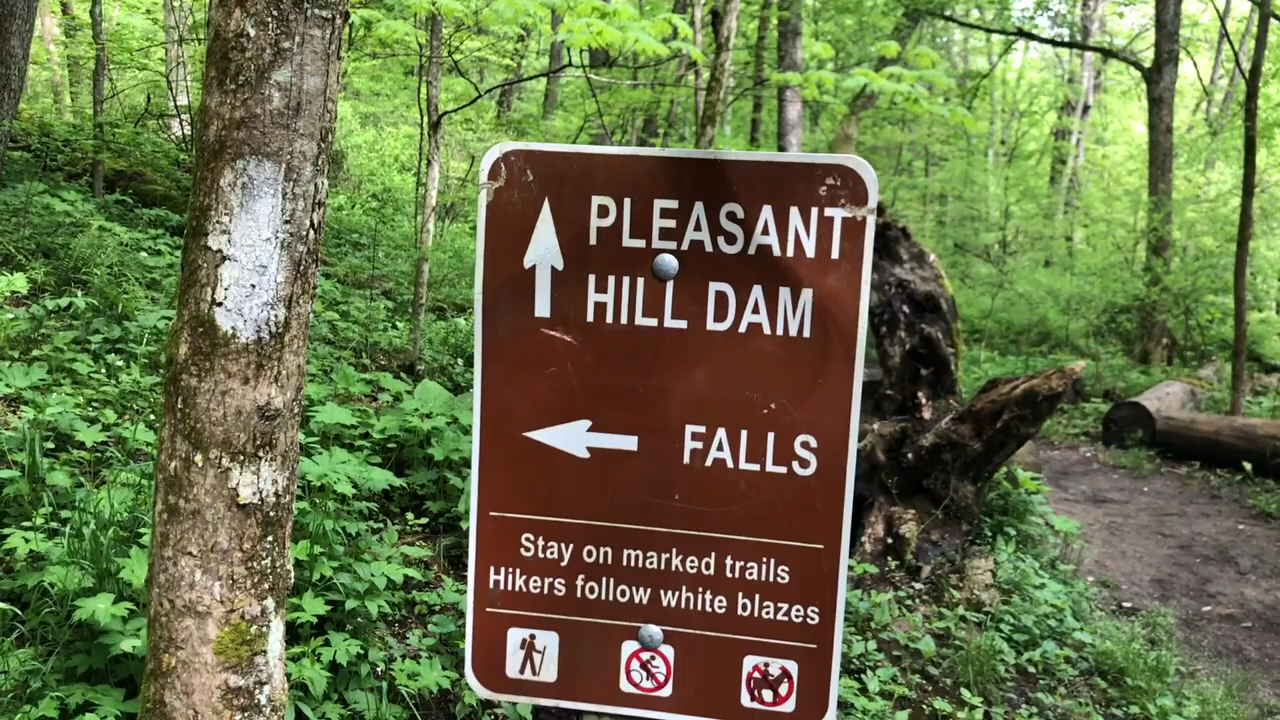 PLEASANT
HILL DAM
FALLS
Stay on marked trails
Hikers follow white blazes